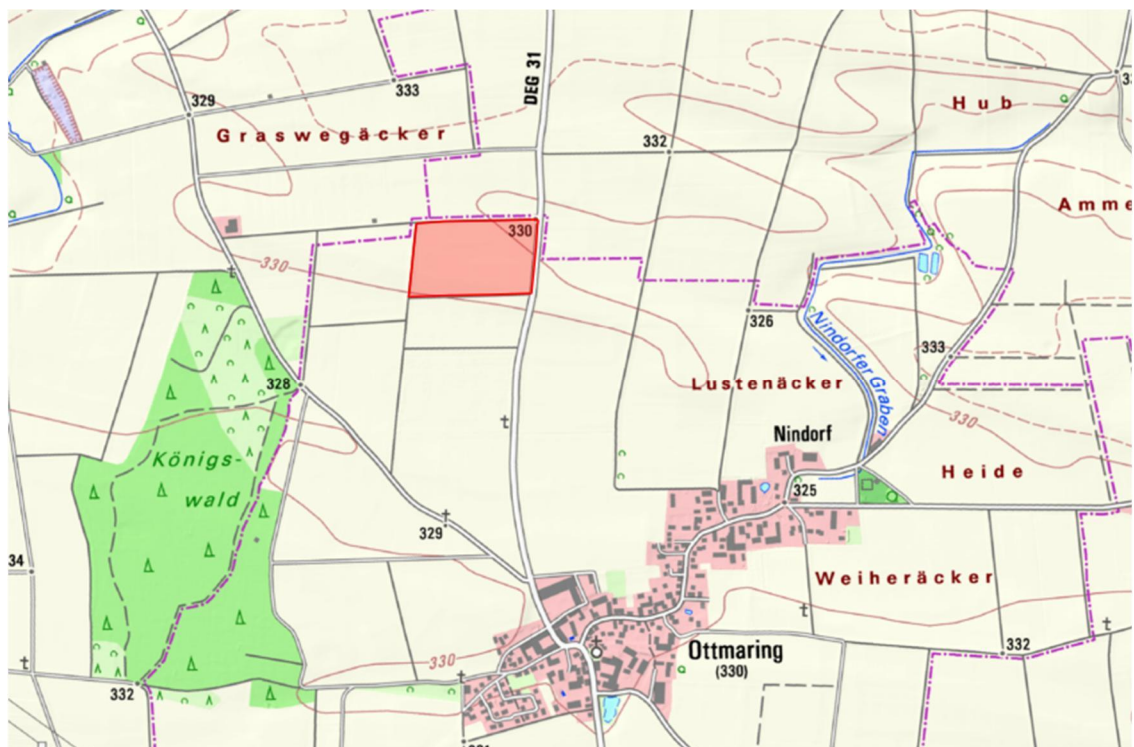 DEG 31
333
329
Hub
Graswegäcker
332
Amme
330
330
326
Nindorfer Graben
333
328
Lustenäcker
330
Nindorf
Königs-
wald
325
Heide
329
34
Weiheräcker
330
Ottmaring
(330)
332
332